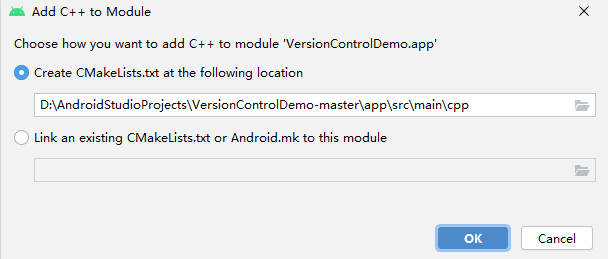 Add C++ to Module
Choose how you want to add C++ to module 'VersionControlDemo.app'
Create CMakeLists.txt at the following location
D:\AndroidStudioProjects\VersionControlDemo-master\app\src\main\cpp
Link an existing CMakeLists.txt or Android.mk to this module
OK Cancel